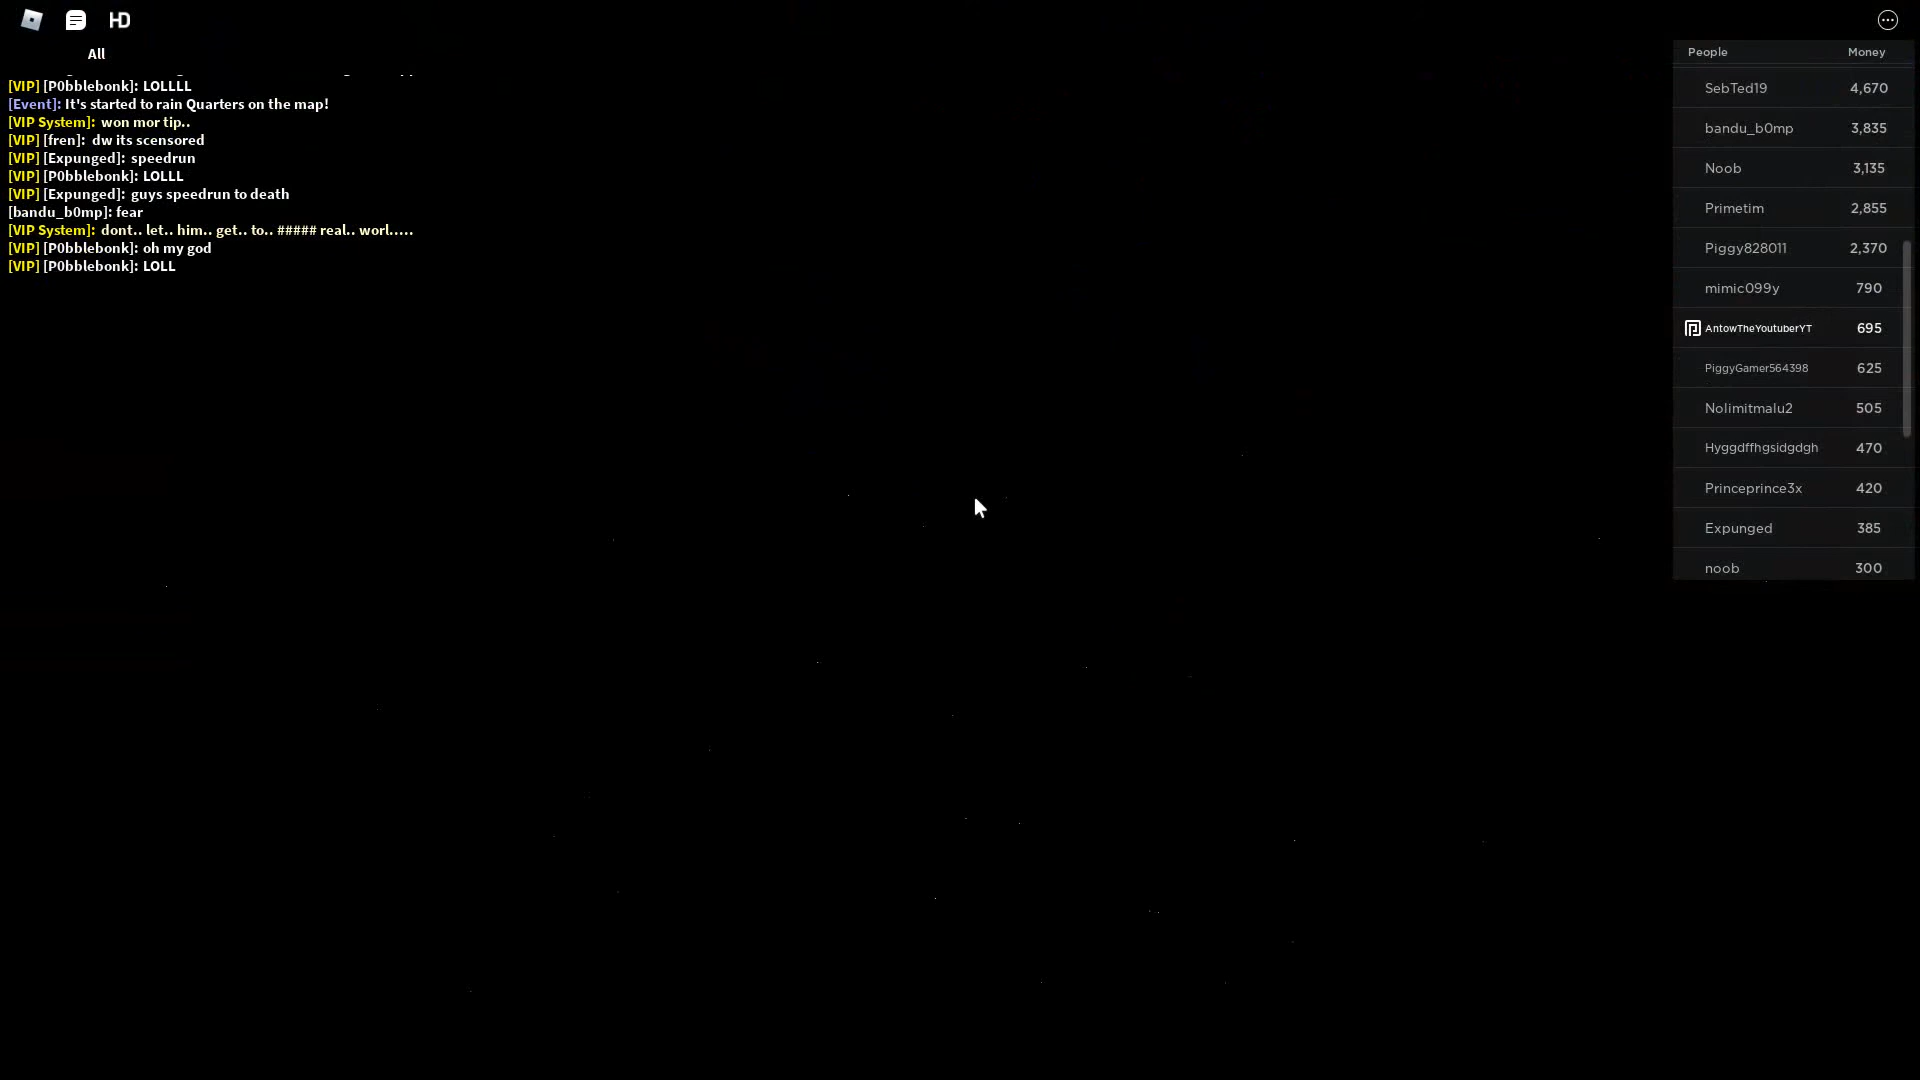 HD
All
[VIP] [P0bblebonk]: LOLLLL
[Event]: It's started to rain Quarters on the map!
[VIP System]: won mor tip..
[VIP] [fren]: dw its scensored
[VIP] [Expunged]: speedrun
[VIP] [P0bblebonk]: LOLLL
[VIP] [Expunged]: guys speedrun to death
[bandu_b0mp]: fear
[VIP System]: dont.. let.. him.. get.. to.. ##### real.. worl.....
[VIP] [P0bblebonk]: oh my god
[VIP] [P0bblebonk]: LOLL
People Money
SebTed19 4,670
bandu_b0mp 3,835
Noob 3,135
Primetim 2,855
Piggy828011 2,370
mimic099y 790
AntowTheYoutuberYT 695
PiggyGamer564398 625
Nolimitmalu2 505
Hyggdffhgsidgdgh 470
Princeprince3x 420
Expunged 385
noob 300